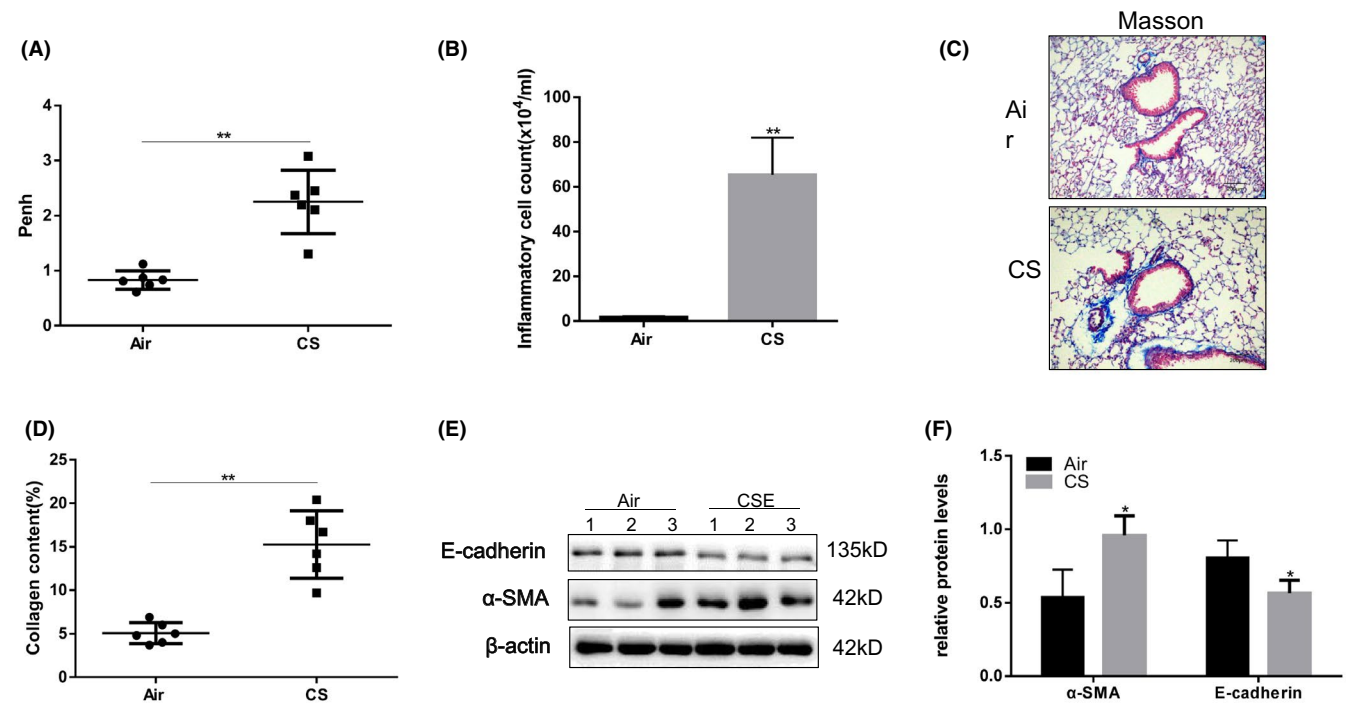 (A)
Penh
4
3
2
1
0
**
Air
CS
(B)
Inflammatory cell count(x10⁴/ml)
100
80
60
40
20
0
**
Air
CS
(C)
Masson
Ai
r
CS
(D)
Collagen content(%)
25
20
15
10
5
0
**
Air
CS
(E)
Air CSE
1 2 3 1 2 3
E-cadherin 135kD
α-SMA 42kD
β-actin 42kD
(F)
relative protein levels
1.5
1.0
0.5
0.0
Air
CS
*
*
α-SMA
E-cadherin